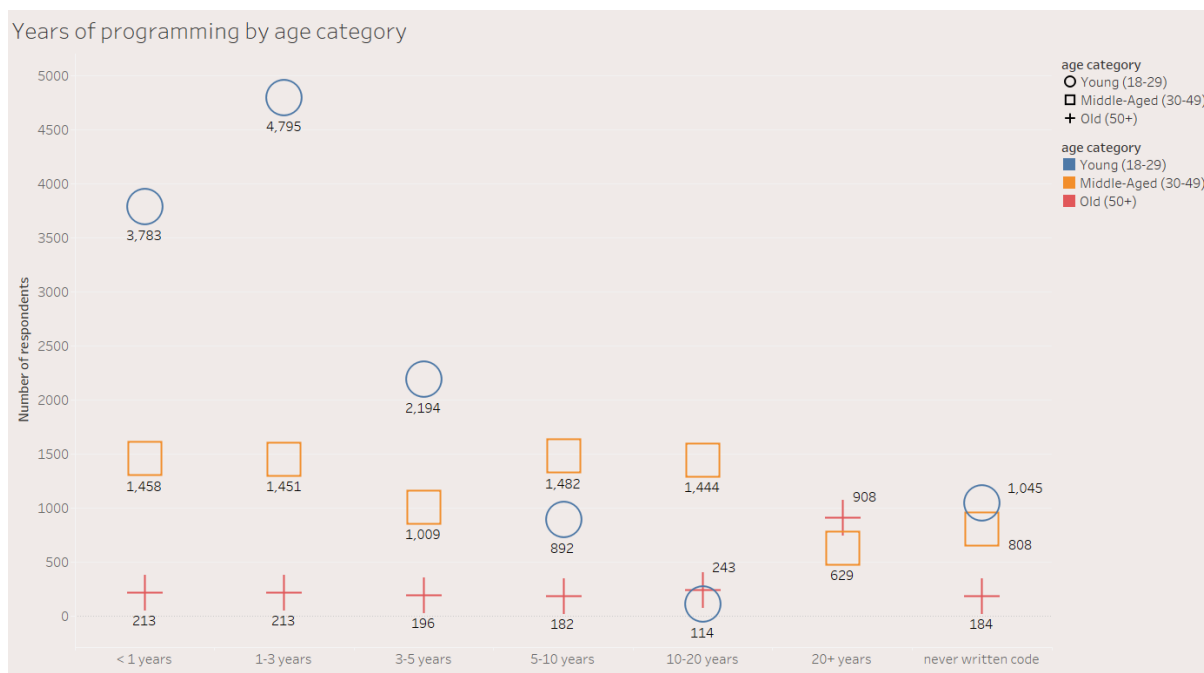 Years of programming by age category
age category
Young (18-29)
Middle-Aged (30-49)
Old (50+)
age category
Young (18-29)
Middle-Aged (30-49)
Old (50+)
Number of respondents
5000
4500
4000
3500
3000
2500
2000
1500
1000
500
0
4,795
3,783
2,194
1,458
1,451
1,482
1,444
1,009
892
908
1,045
808
629
243
213
213
196
182
114
184
< 1 years
1-3 years
3-5 years
5-10 years
10-20 years
20+ years
never written code